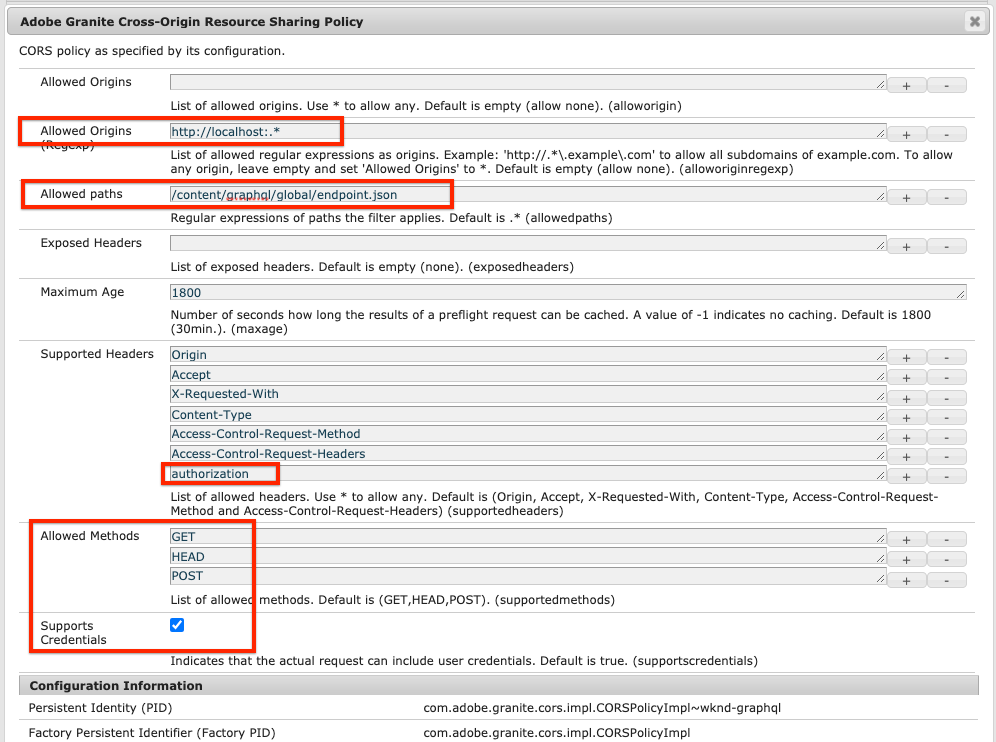 Adobe Granite Cross-Origin Resource Sharing Policy
CORS policy as specified by its configuration.
Allowed Origins
+ -
List of allowed origins. Use * to allow any. Default is empty (allow none). (alloworigin)
Allowed Origins (Regexp)
http://localhost:.*
+ -
List of allowed regular expressions as origins. Example: 'http://.*\.example\.com' to allow all subdomains of example.com. To allow
any origin, leave empty and set 'Allowed Origins' to *. Default is empty (allow none). (alloworiginregexp)
Allowed paths
/content/graphql/global/endpoint.json
+ -
Regular expressions of paths the filter applies. Default is .* (allowedpaths)
Exposed Headers
+ -
List of exposed headers. Default is empty (none). (exposedheaders)
Maximum Age
1800
Number of seconds how long the results of a preflight request can be cached. A value of -1 indicates no caching. Default is 1800
(30min.). (maxage)
Supported Headers
Origin
+ -
Accept
+ -
X-Requested-With
+ -
Content-Type
+ -
Access-Control-Request-Method
+ -
Access-Control-Request-Headers
+ -
authorization
+ -
List of allowed headers. Use * to allow any. Default is (Origin, Accept, X-Requested-With, Content-Type, Access-Control-Request-
Method and Access-Control-Request-Headers) (supportedheaders)
Allowed Methods
GET
+ -
HEAD
+ -
POST
+ -
List of allowed methods. Default is (GET,HEAD,POST). (supportedmethods)
Supports
Credentials
Indicates that the actual request can include user credentials. Default is true. (supportscredentials)
Configuration Information
Persistent Identity (PID)
com.adobe.granite.cors.impl.CORSPolicyImpl~wknd-graphql
Factory Persistent Identifier (Factory PID)
com.adobe.granite.cors.impl.CORSPolicyImpl